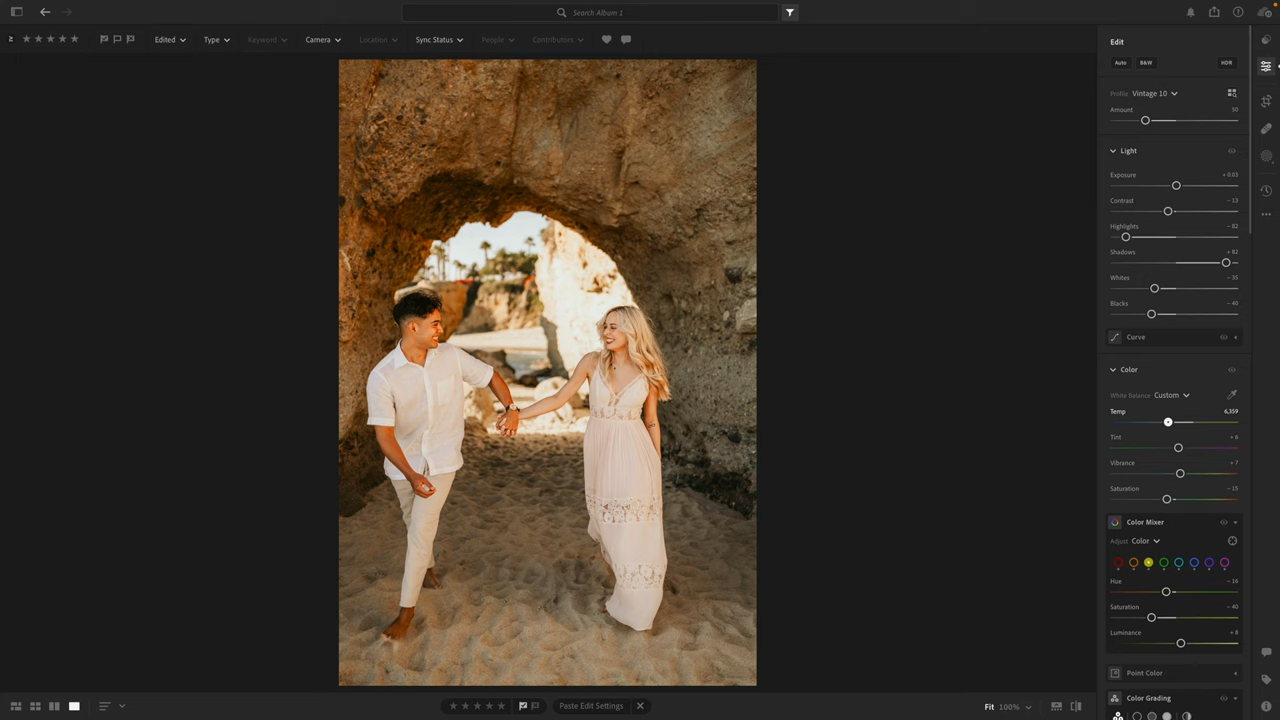 Search Album 1
≥
Edited
Type
Keyword
Camera
Location
Sync Status
People
Contributors
Edit
Auto
B&W
HDR
Profile Vintage 10
Amount 50
Light
Exposure + 0.03
Contrast − 13
Highlights − 82
Shadows + 82
Whites − 35
Blacks − 40
Curve
Color
White Balance Custom
Temp 6,359
Tint + 6
Vibrance + 7
Saturation − 15
Color Mixer
Adjust Color
Hue − 16
Saturation − 40
Luminance + 8
Point Color
Color Grading
Paste Edit Settings
Fit 100%